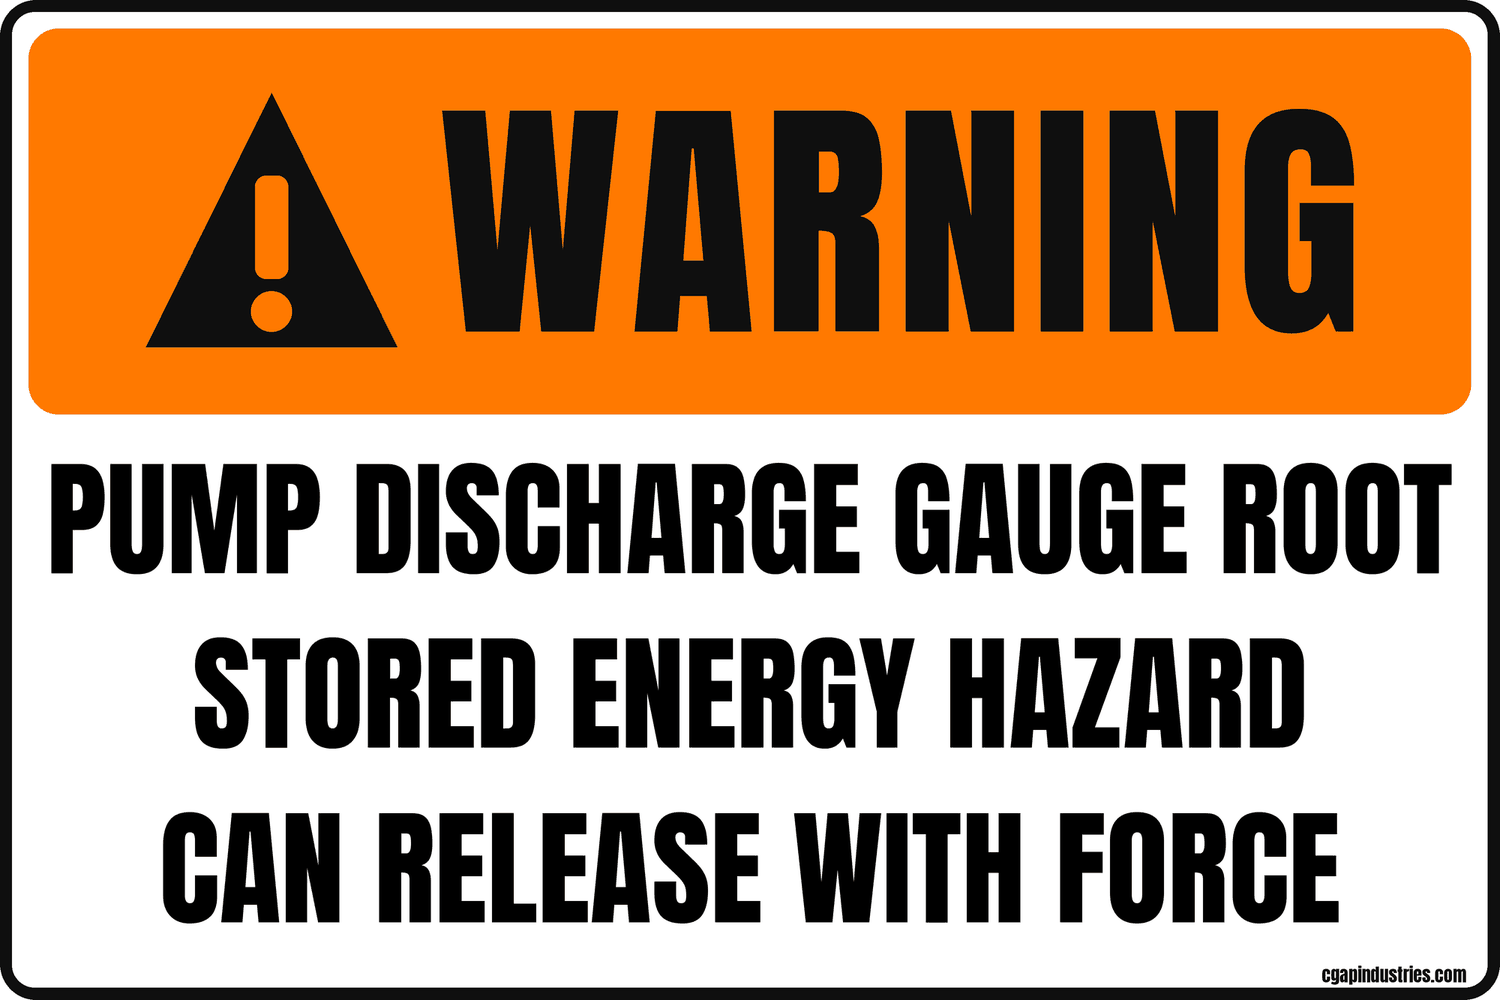 WARNING
PUMP DISCHARGE GAUGE ROOT
STORED ENERGY HAZARD
CAN RELEASE WITH FORCE
cgapindustries.com